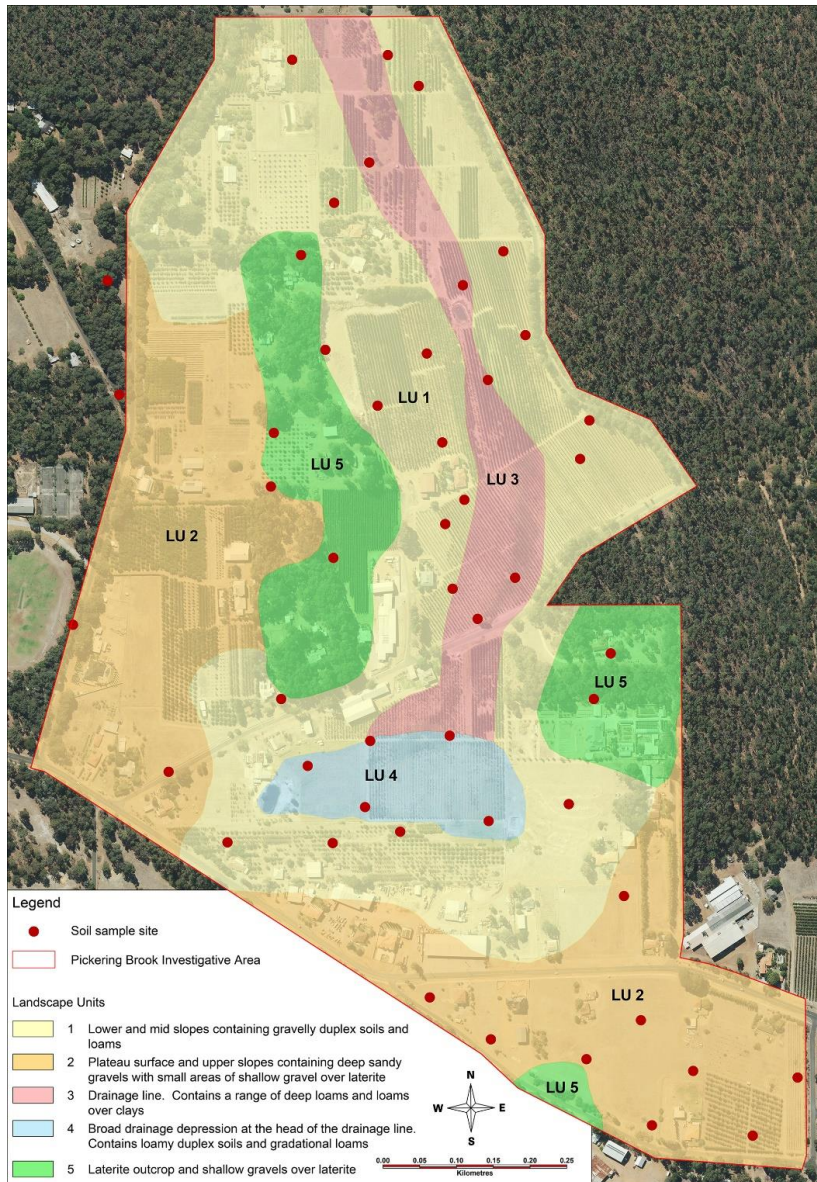 LU 1
LU 5
LU 3
LU 2
LU 5
LU 4
LU 2
LU 5
Legend
Soil sample site
Pickering Brook Investigative Area
Landscape Units
1 Lower and mid slopes containing gravelly duplex soils and
loams
2 Plateau surface and upper slopes containing deep sandy
gravels with small areas of shallow gravel over laterite
3 Drainage line. Contains a range of deep loams and loams
over clays
4 Broad drainage depression at the head of the drainage line.
Contains loamy duplex soils and gradational loams
5 Laterite outcrop and shallow gravels over laterite
N
W E
S
0.00 0.05 0.10 0.15 0.20 0.25
Kilometres